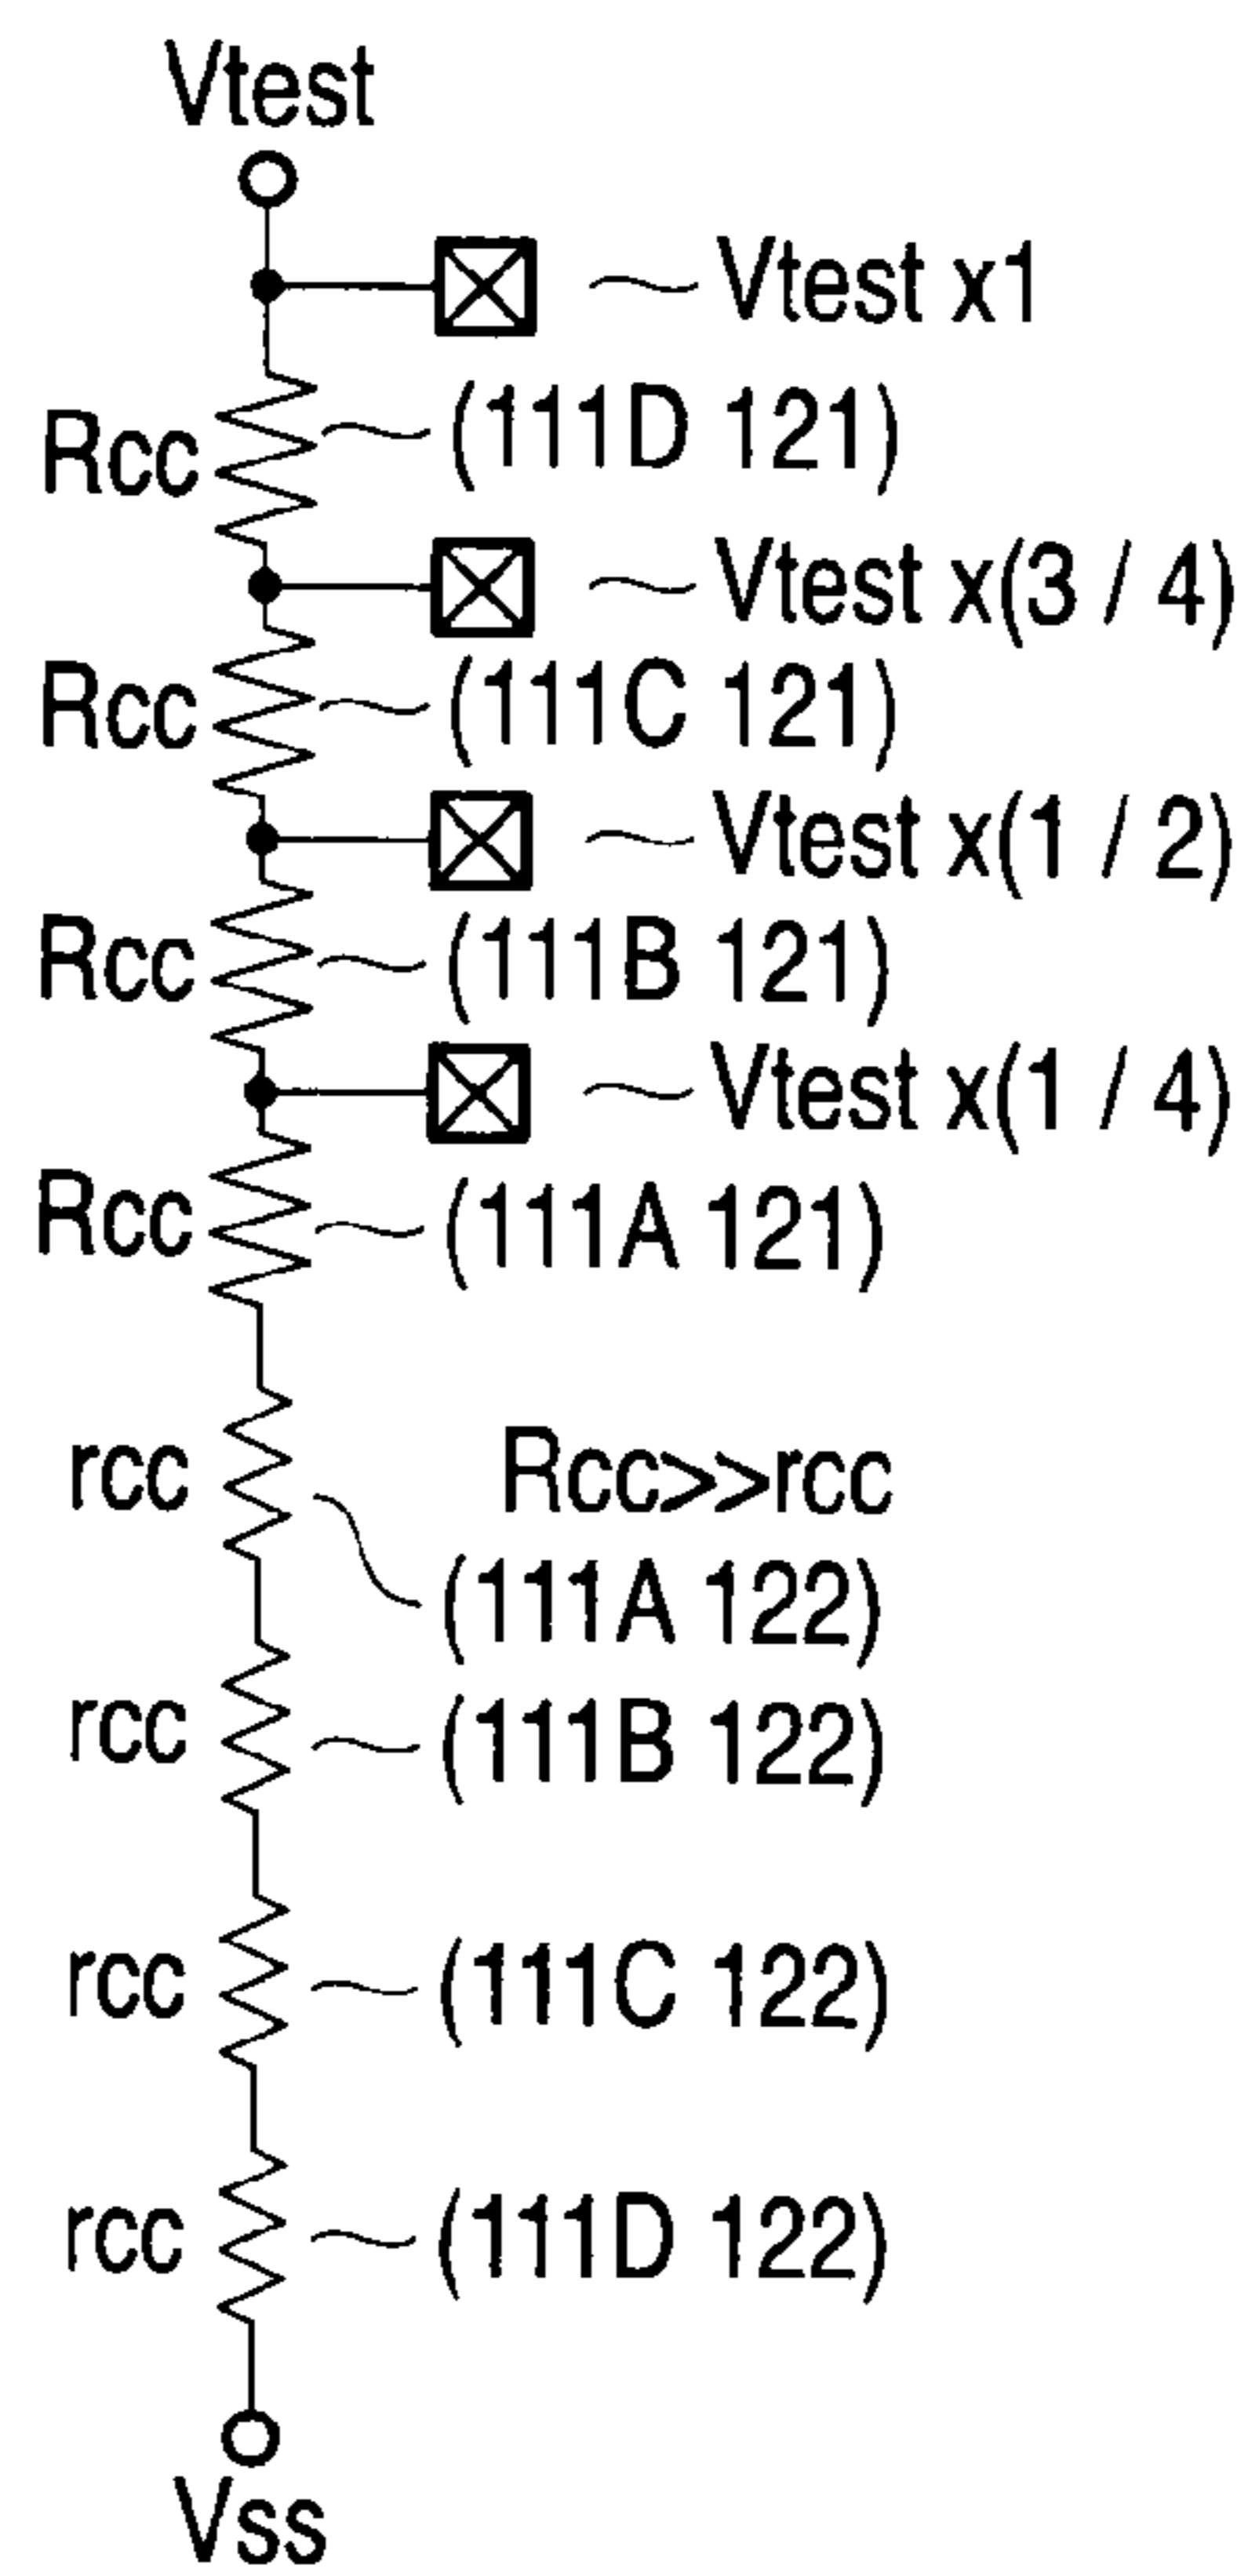 Vtest
Vtest x1
Rcc (111D 121)
Vtest x(3 / 4)
Rcc (111C 121)
Vtest x(1 / 2)
Rcc (111B 121)
Vtest x(1 / 4)
Rcc (111A 121)
rcc Rcc>>rcc
(111A 122)
rcc (111B 122)
rcc (111C 122)
rcc (111D 122)
Vss